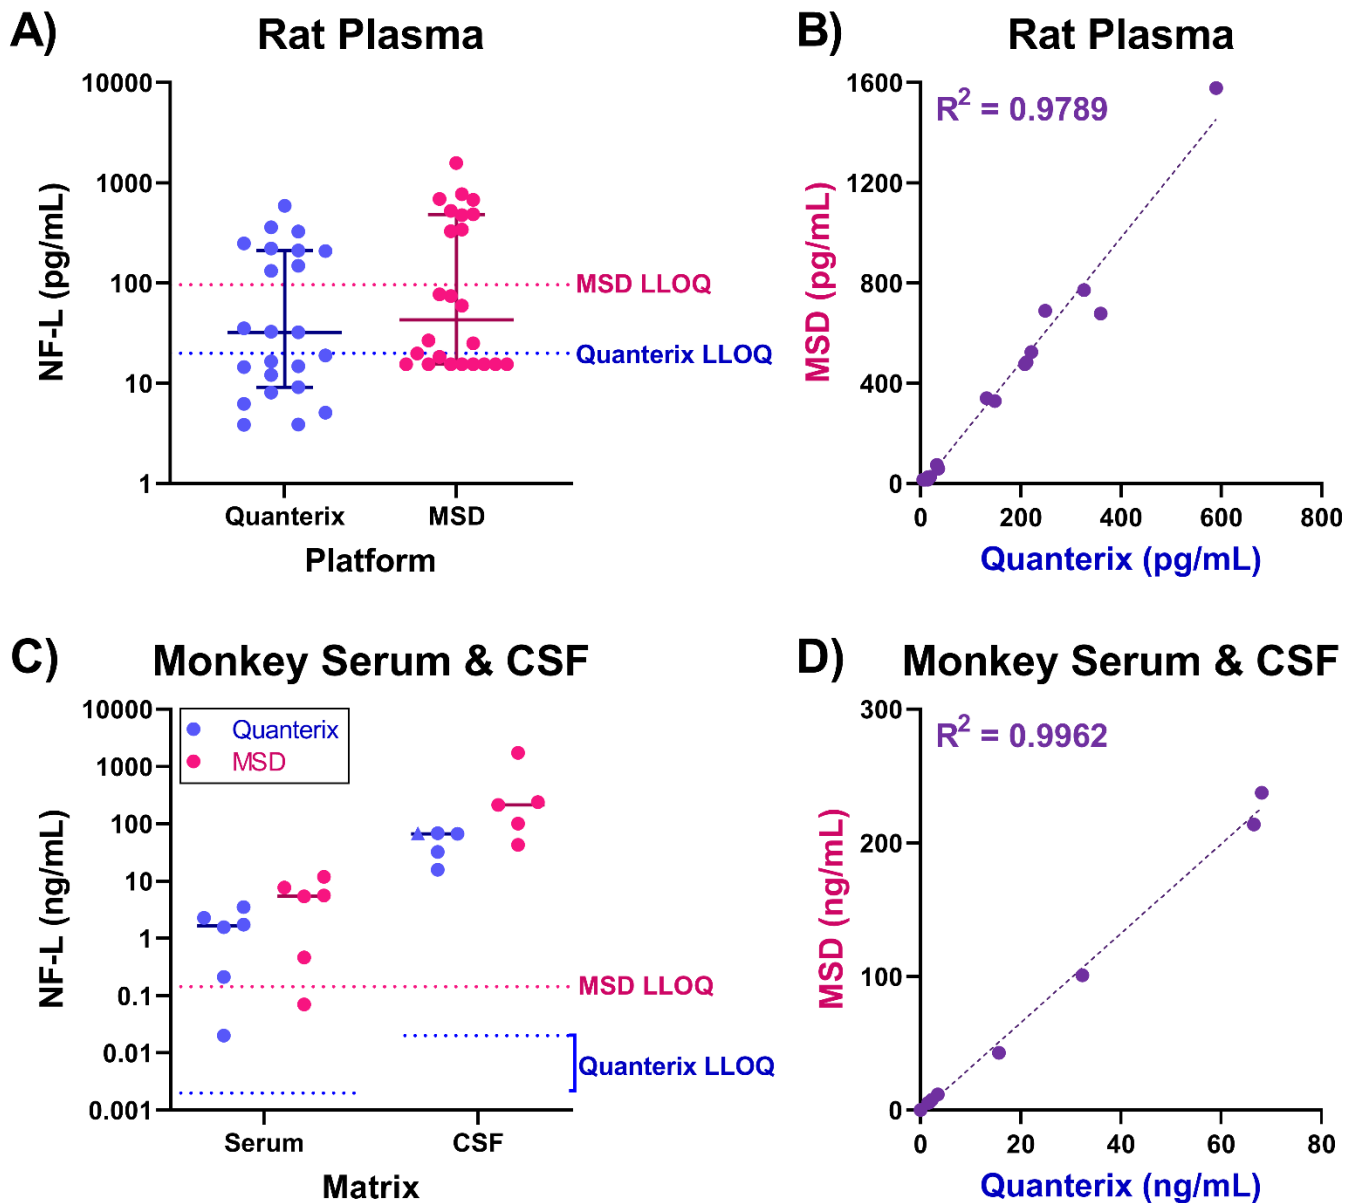 A)
Rat Plasma
NF-L (pg/mL)
10000
1000
100
10
1
MSD LLOQ
Quanterix LLOQ
Quanterix
MSD
Platform
B)
Rat Plasma
R² = 0.9789
MSD (pg/mL)
1600
1200
800
400
0
0
200
400
600
800
Quanterix (pg/mL)
C)
Monkey Serum & CSF
NF-L (ng/mL)
10000
1000
100
10
1
0.1
0.01
0.001
Quanterix
MSD
MSD LLOQ
Quanterix LLOQ
Serum
CSF
Matrix
D)
Monkey Serum & CSF
R² = 0.9962
MSD (ng/mL)
300
200
100
0
0
20
40
60
80
Quanterix (ng/mL)